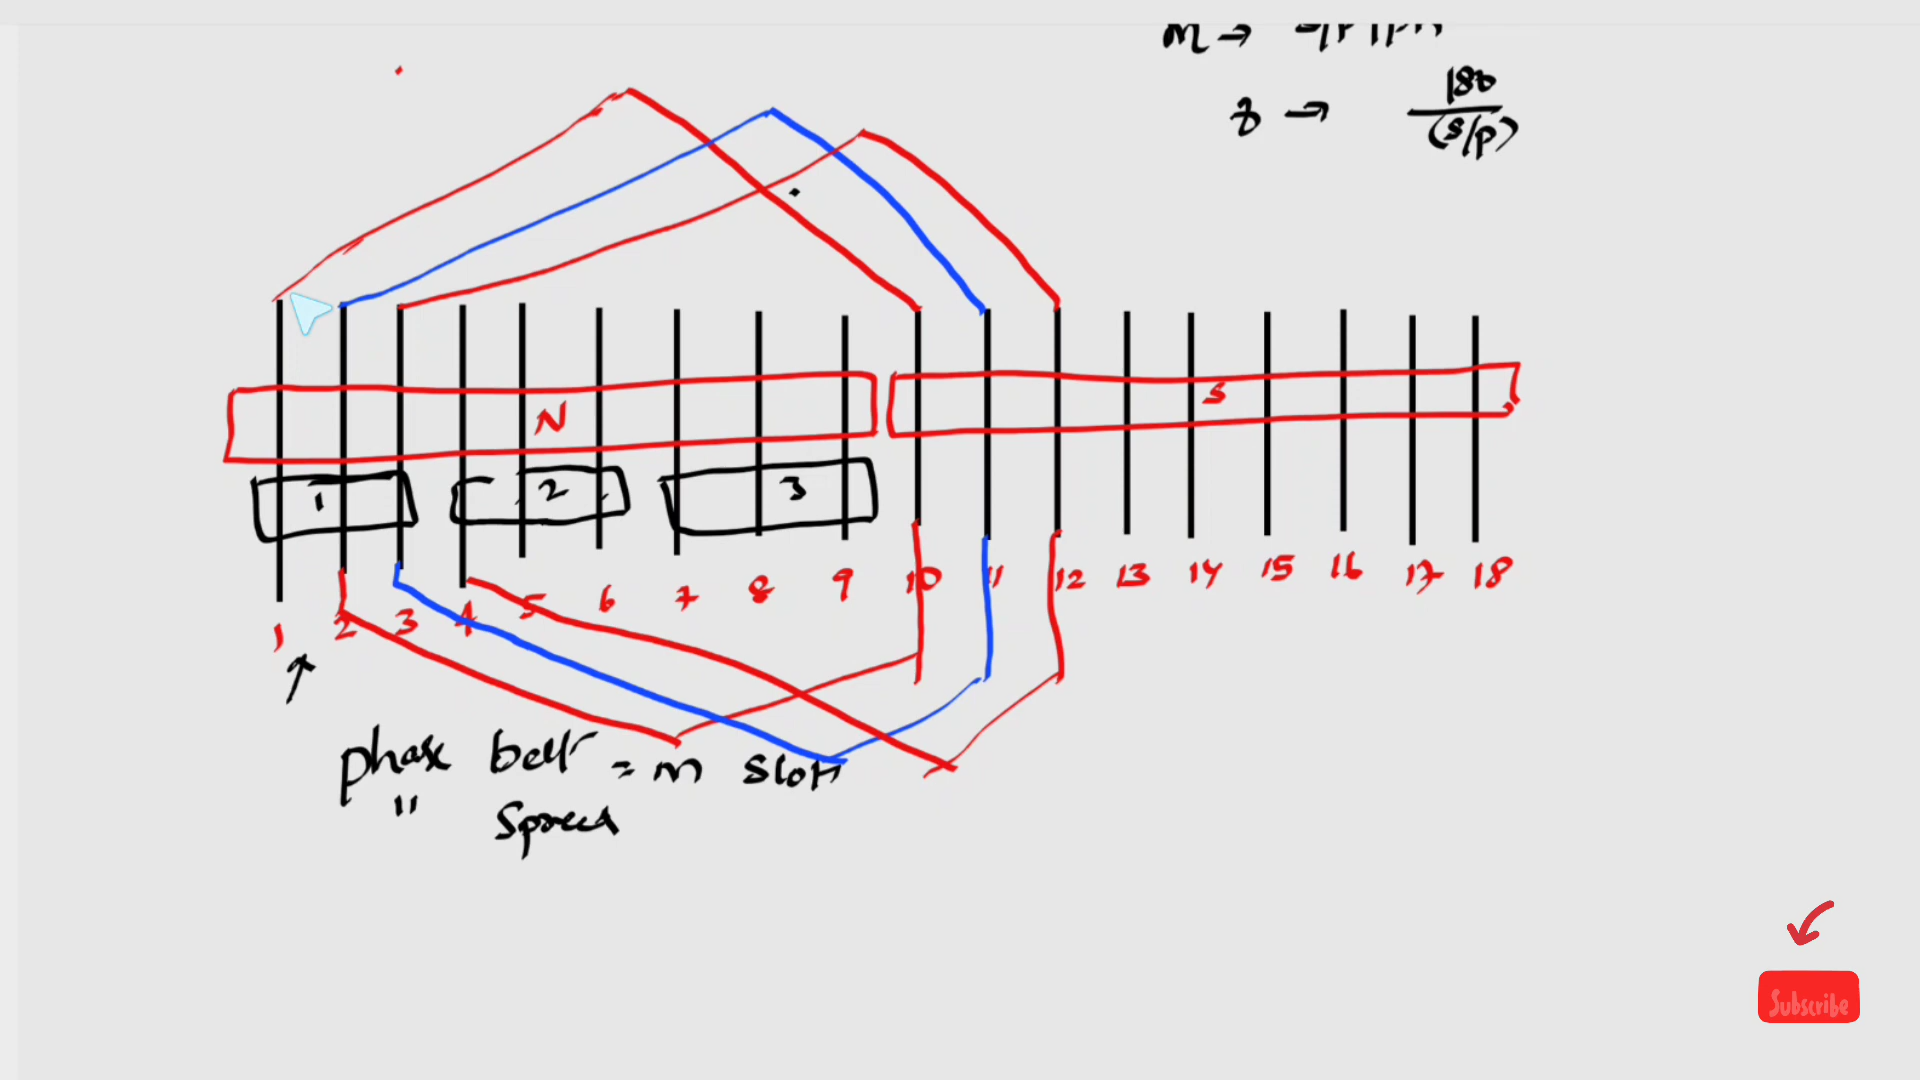 m → s/p/ph
γ → 180
(s/p)
N S
1 2 3
1 2 3 4 5 6 7 8 9 10 11 12 13 14 15 16 17 18
phase belt = m slot
" spread
Subscribe